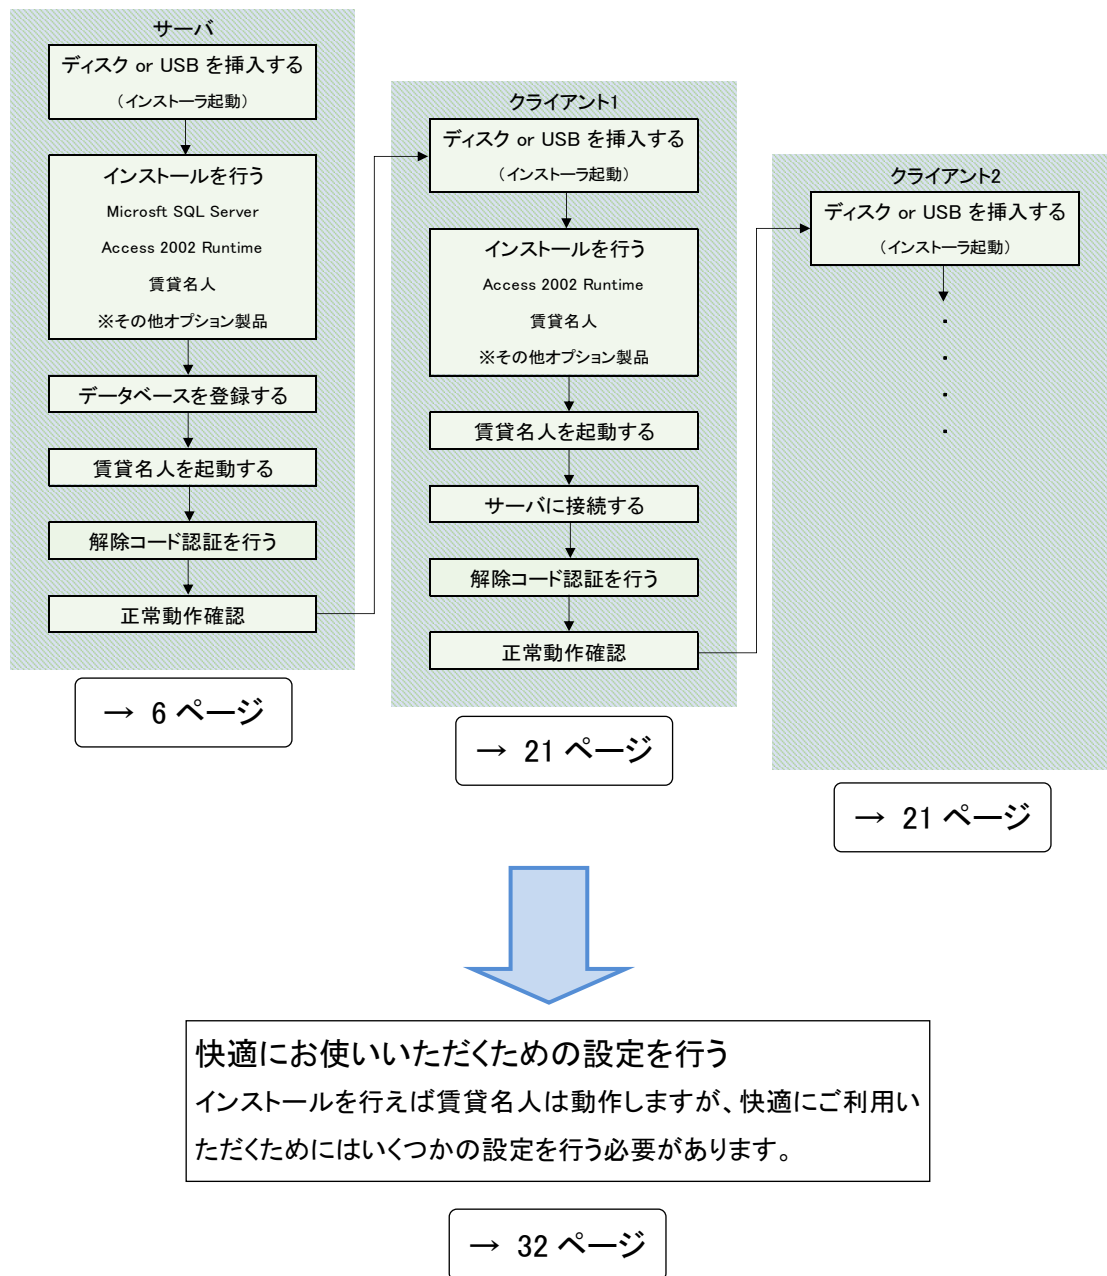 サーバ
ディスク or USB を挿入する
（インストーラ起動）
インストールを行う
Microsft SQL Server
Access 2002 Runtime
賃貸名人
※その他オプション製品
データベースを登録する
賃貸名人を起動する
解除コード認証を行う
正常動作確認
→ 6 ページ
クライアント1
ディスク or USB を挿入する
（インストーラ起動）
インストールを行う
Access 2002 Runtime
賃貸名人
※その他オプション製品
賃貸名人を起動する
サーバに接続する
解除コード認証を行う
正常動作確認
→ 21 ページ
クライアント2
ディスク or USB を挿入する
（インストーラ起動）
・
・
・
・
→ 21 ページ
快適にお使いいただくための設定を行う
インストールを行えば賃貸名人は動作しますが、快適にご利用い
ただくためにはいくつかの設定を行う必要があります。
→ 32 ページ